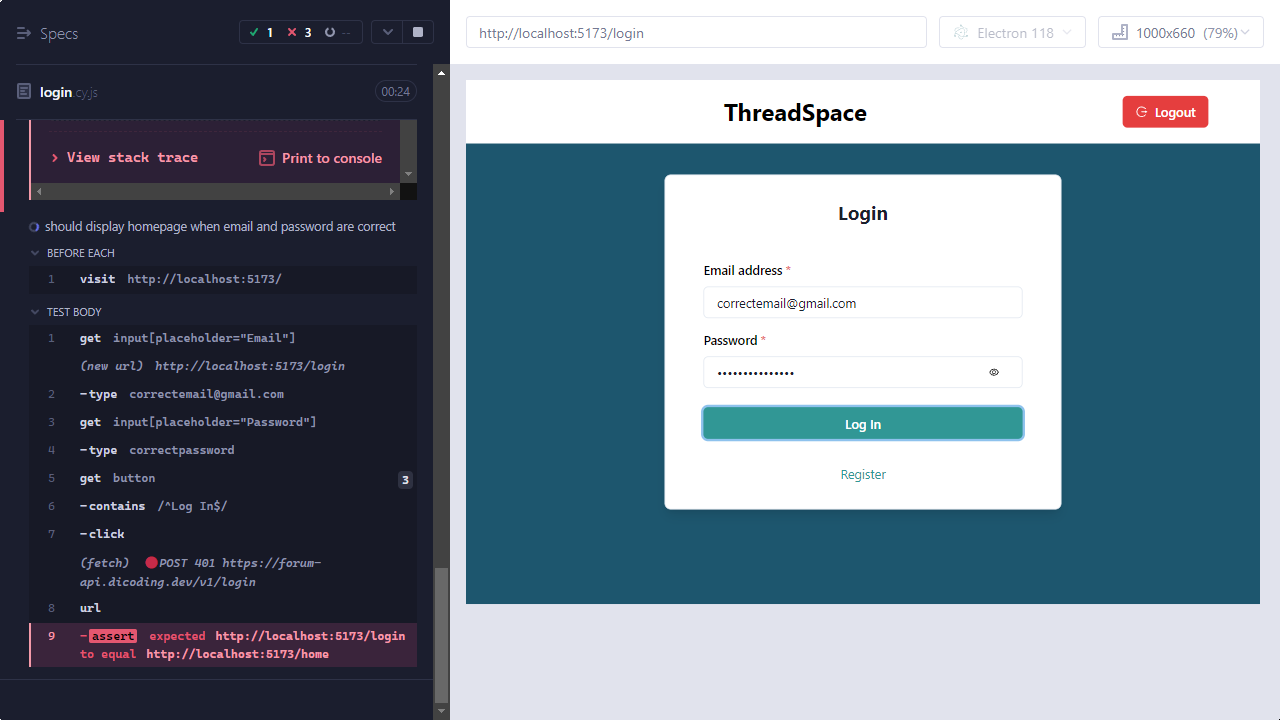 Specs
1
3
--
http://localhost:5173/login
Electron 118
1000x660 (79%)
login.cy.js
00:24
View stack trace
Print to console
should display homepage when email and password are correct
BEFORE EACH
1 visit http://localhost:5173/
TEST BODY
1 get input[placeholder="Email"]
(new url) http://localhost:5173/login
2 -type correctemail@gmail.com
3 get input[placeholder="Password"]
4 -type correctpassword
5 get button 3
6 -contains /^Log In$/
7 -click
(fetch) POST 401 https://forum-
api.dicoding.dev/v1/login
8 url
9 -assert expected http://localhost:5173/login
to equal http://localhost:5173/home
ThreadSpace
Logout
Login
Email address *
correctemail@gmail.com
Password *
•••••••••••••••
Log In
Register